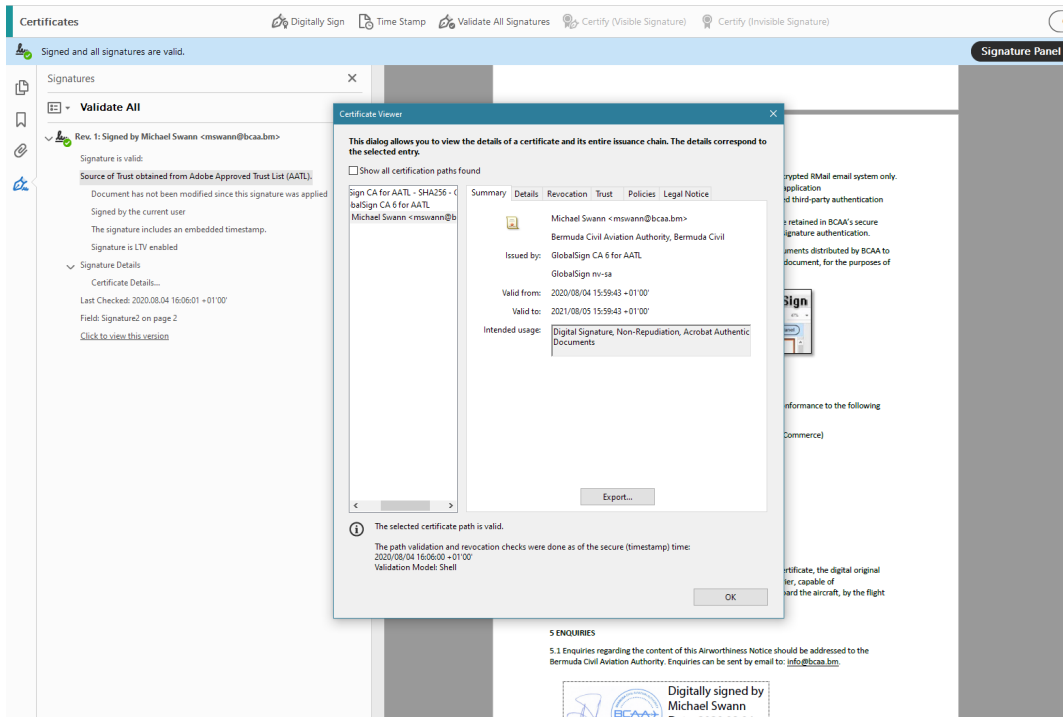 Certificates
Digitally Sign
Time Stamp
Validate All Signatures
Certify (Visible Signature)
Certify (Invisible Signature)
Signed and all signatures are valid.
Signature Panel
Signatures
Validate All
Rev. 1: Signed by Michael Swann <mswann@bcaa.bm>
Signature is valid:
Source of Trust obtained from Adobe Approved Trust List (AATL).
Document has not been modified since this signature was applied
Signed by the current user
The signature includes an embedded timestamp.
Signature is LTV enabled
Signature Details
Certificate Details...
Last Checked: 2020.08.04 16:06:01 +01'00'
Field: Signature2 on page 2
Click to view this version
Certificate Viewer
This dialog allows you to view the details of a certificate and its entire issuance chain. The details correspond to
the selected entry.
Show all certification paths found
Sign CA for AATL - SHA256 - G
balSign CA 6 for AATL
Michael Swann <mswann@b
Summary
Details
Revocation
Trust
Policies
Legal Notice
Michael Swann <mswann@bcaa.bm>
Bermuda Civil Aviation Authority, Bermuda Civil
Issued by: GlobalSign CA 6 for AATL
GlobalSign nv-sa
Valid from: 2020/08/04 15:59:43 +01'00'
Valid to: 2021/08/05 15:59:43 +01'00'
Intended usage: Digital Signature, Non-Repudiation, Acrobat Authentic
Documents
Export...
The selected certificate path is valid.
The path validation and revocation checks were done as of the secure (timestamp) time:
2020/08/04 16:06:00 +01'00'
Validation Model: Shell
OK
crypted RMail email system only.
application
ed third-party authentication
e retained in BCAA's secure
signature authentication.
uments distributed by BCAA to
document, for the purposes of
Sign
onformance to the following
Commerce)
ertificate, the digital original
ier, capable of
oard the aircraft, by the flight
5 ENQUIRIES
5.1 Enquiries regarding the content of this Airworthiness Notice should be addressed to the
Bermuda Civil Aviation Authority. Enquiries can be sent by email to: info@bcaa.bm.
BCAA
Digitally signed by
Michael Swann